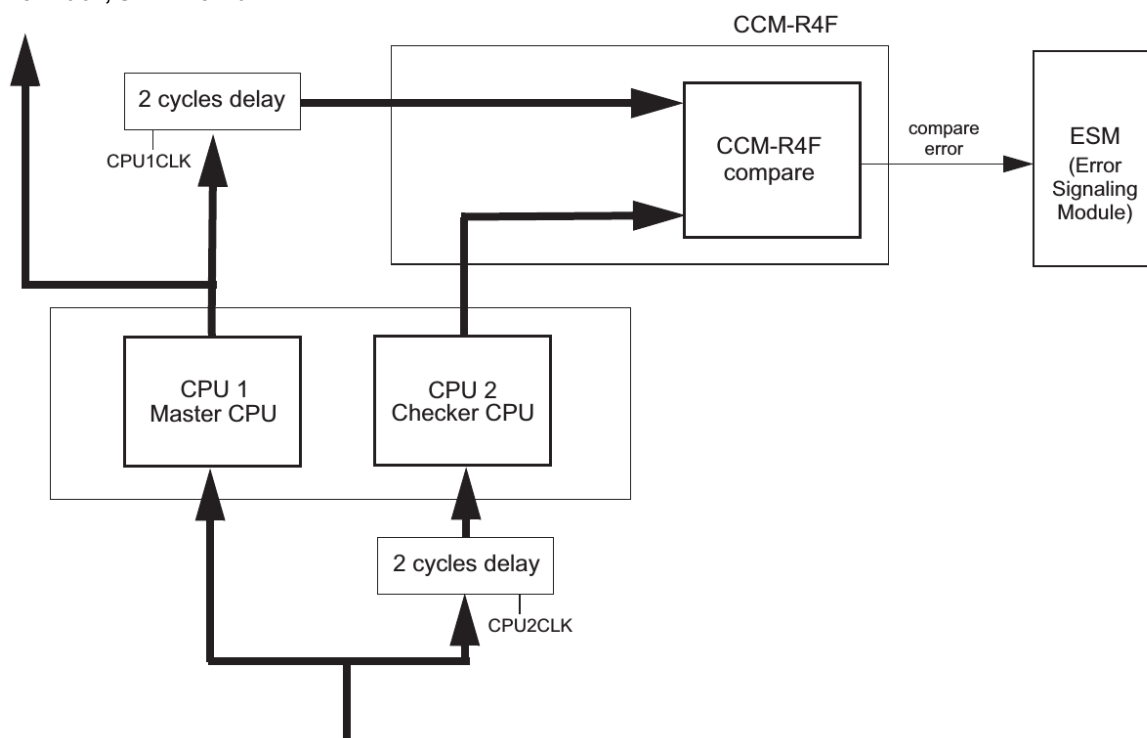 CCM-R4F
2 cycles delay
CPU1CLK
CCM-R4F
compare
compare
error
ESM
(Error
Signaling
Module)
CPU 1
Master CPU
CPU 2
Checker CPU
2 cycles delay
CPU2CLK